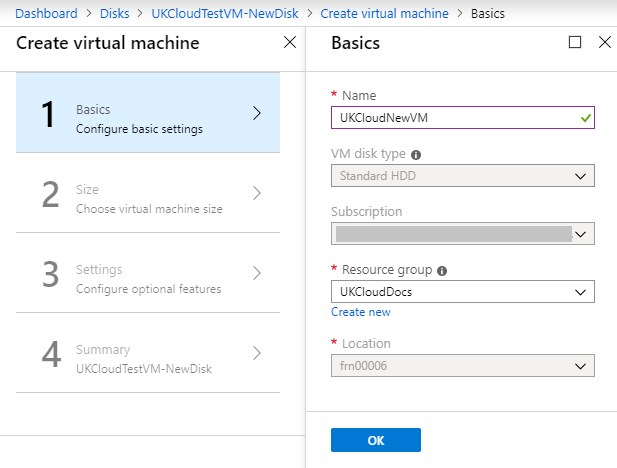 Dashboard > Disks > UKCloudTestVM-NewDisk > Create virtual machine > Basics
Create virtual machine
1
Basics
Configure basic settings
2
Size
Choose virtual machine size
3
Settings
Configure optional features
4
Summary
UKCloudTestVM-NewDisk
Basics
* Name
UKCloudNewVM
VM disk type
Standard HDD
Subscription
* Resource group
UKCloudDocs
Create new
* Location
frn00006
OK